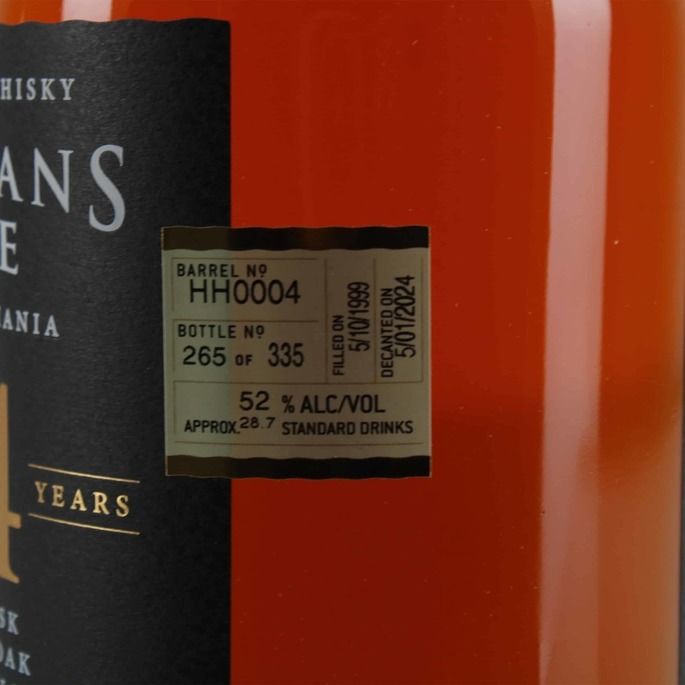 HISKY
ANS
E
ANIA
4
YEARS
SK
OAK
BARREL Nº
HH0004
BOTTLE Nº
265 OF 335
FILLED ON
5/10/1999
DECANTED ON
5/01/2024
52 % ALC/VOL
APPROX. 28.7 STANDARD DRINKS